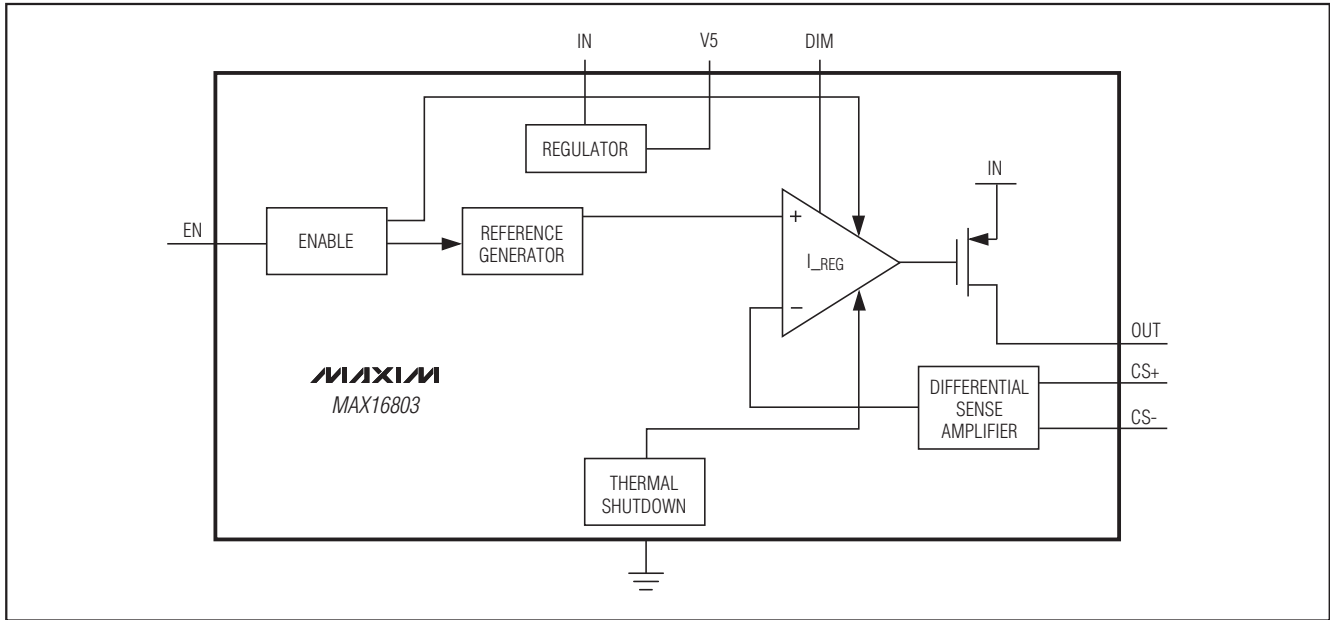 IN
V5
DIM
REGULATOR
IN
EN
ENABLE
REFERENCE
GENERATOR
+
I_REG
−
OUT
CS+
CS-
DIFFERENTIAL
SENSE
AMPLIFIER
MAXIM
MAX16803
THERMAL
SHUTDOWN